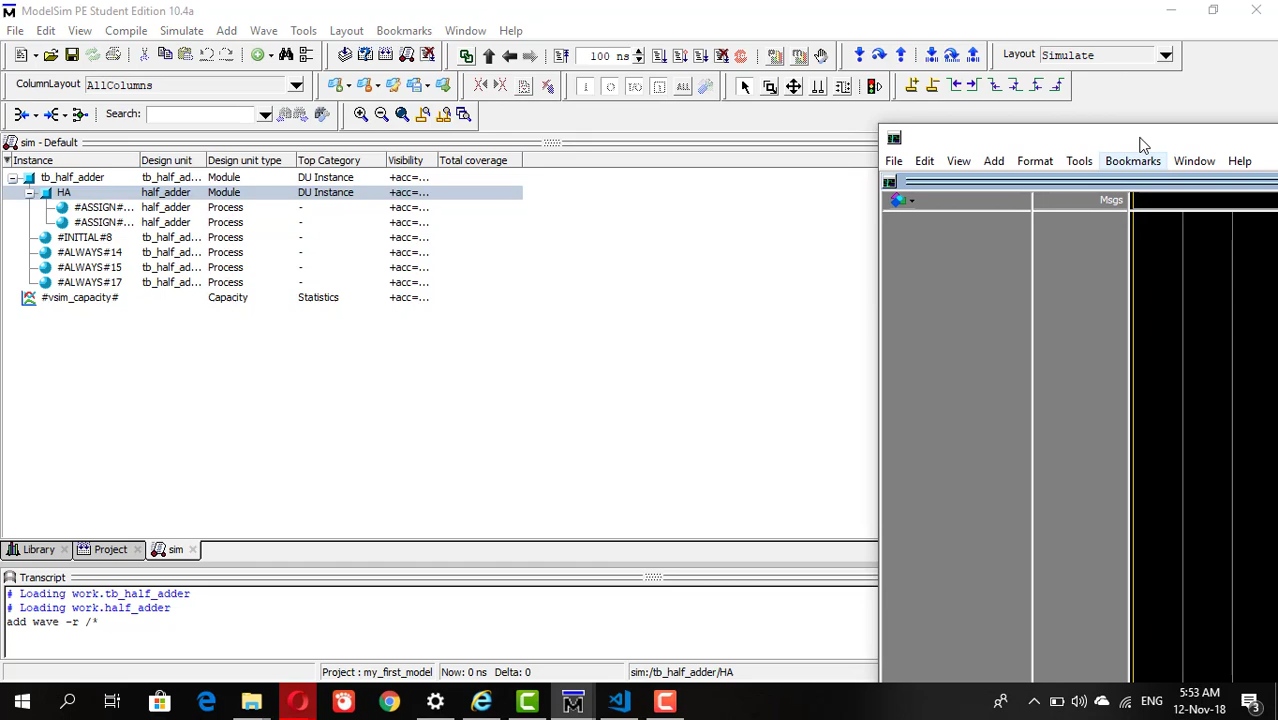 ModelSim PE Student Edition 10.4a
File Edit View Compile Simulate Add Wave Tools Layout Bookmarks Window Help
100 ns
Layout Simulate
ColumnLayout AllColumns
ALL
Search:
sim - Default
Instance Design unit Design unit type Top Category Visibility Total coverage
tb_half_adder tb_half_a... Module DU Instance +acc=...
HA half_adder Module DU Instance +acc=...
#ASSIGN#... half_adder Process - +acc=...
#ASSIGN#... half_adder Process - +acc=...
#INITIAL#8 tb_half_ad... Process - +acc=...
#ALWAYS#14 tb_half_ad... Process - +acc=...
#ALWAYS#15 tb_half_ad... Process - +acc=...
#ALWAYS#17 tb_half_ad... Process - +acc=...
#vsim_capacity# Capacity Statistics +acc=...
File Edit View Add Format Tools Bookmarks Window Help
Msgs
Library Project sim
Transcript
# Loading work.tb_half_adder
# Loading work.half_adder
add wave -r /*
Project : my_first_model Now: 0 ns Delta: 0 sim:/tb_half_adder/HA
ENG
5:53 AM
12-Nov-18
3